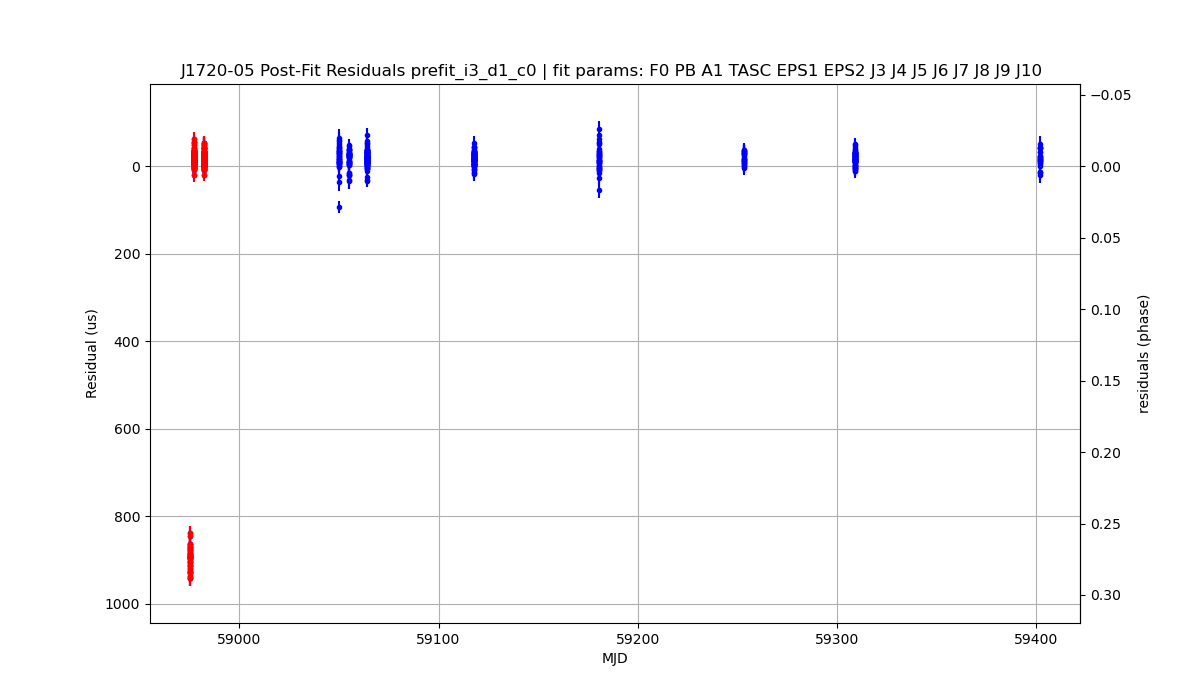 J1720-05 Post-Fit Residuals prefit_i3_d1_c0 | fit params: F0 PB A1 TASC EPS1 EPS2 J3 J4 J5 J6 J7 J8 J9 J10
−0.05
0 0.00
0.05
200
0.10
Residual (us)
residuals (phase)
400
0.15
600
0.20
800
0.25
0.30
1000
59000 59100 59200 59300 59400
MJD